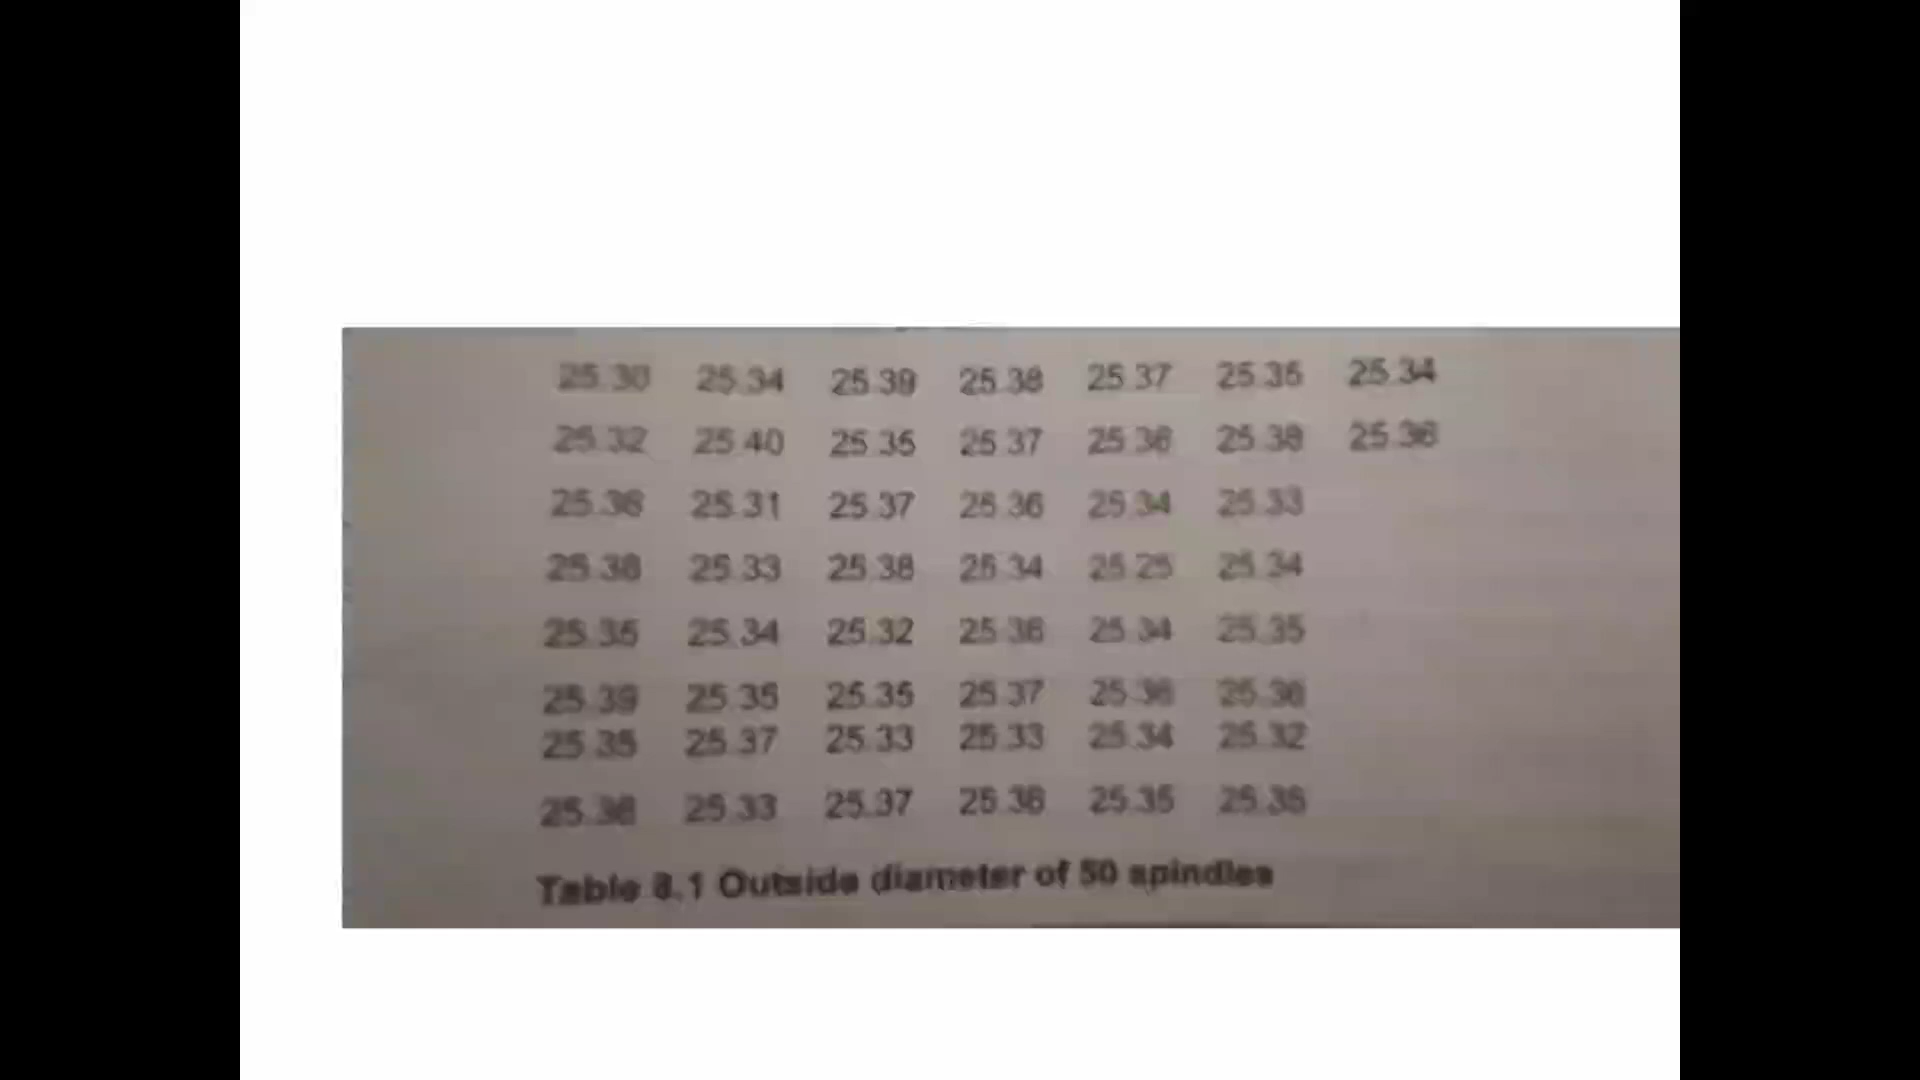 25.30 25.34 25.39 25.38 25.37 25.35 25.34
25.32 25.40 25.35 25.37 25.36 25.38 25.36
25.36 25.31 25.37 25.36 25.34 25.33
25.38 25.33 25.38 25.34 25.25 25.34
25.35 25.34 25.32 25.36 25.34 25.35
25.39 25.35 25.35 25.37 25.36
25.35 25.37 25.33 25.33 25.34 25.32
25.33 25.37 25.36 25.35
Table 8.1 Outside diameter of 50 spindles